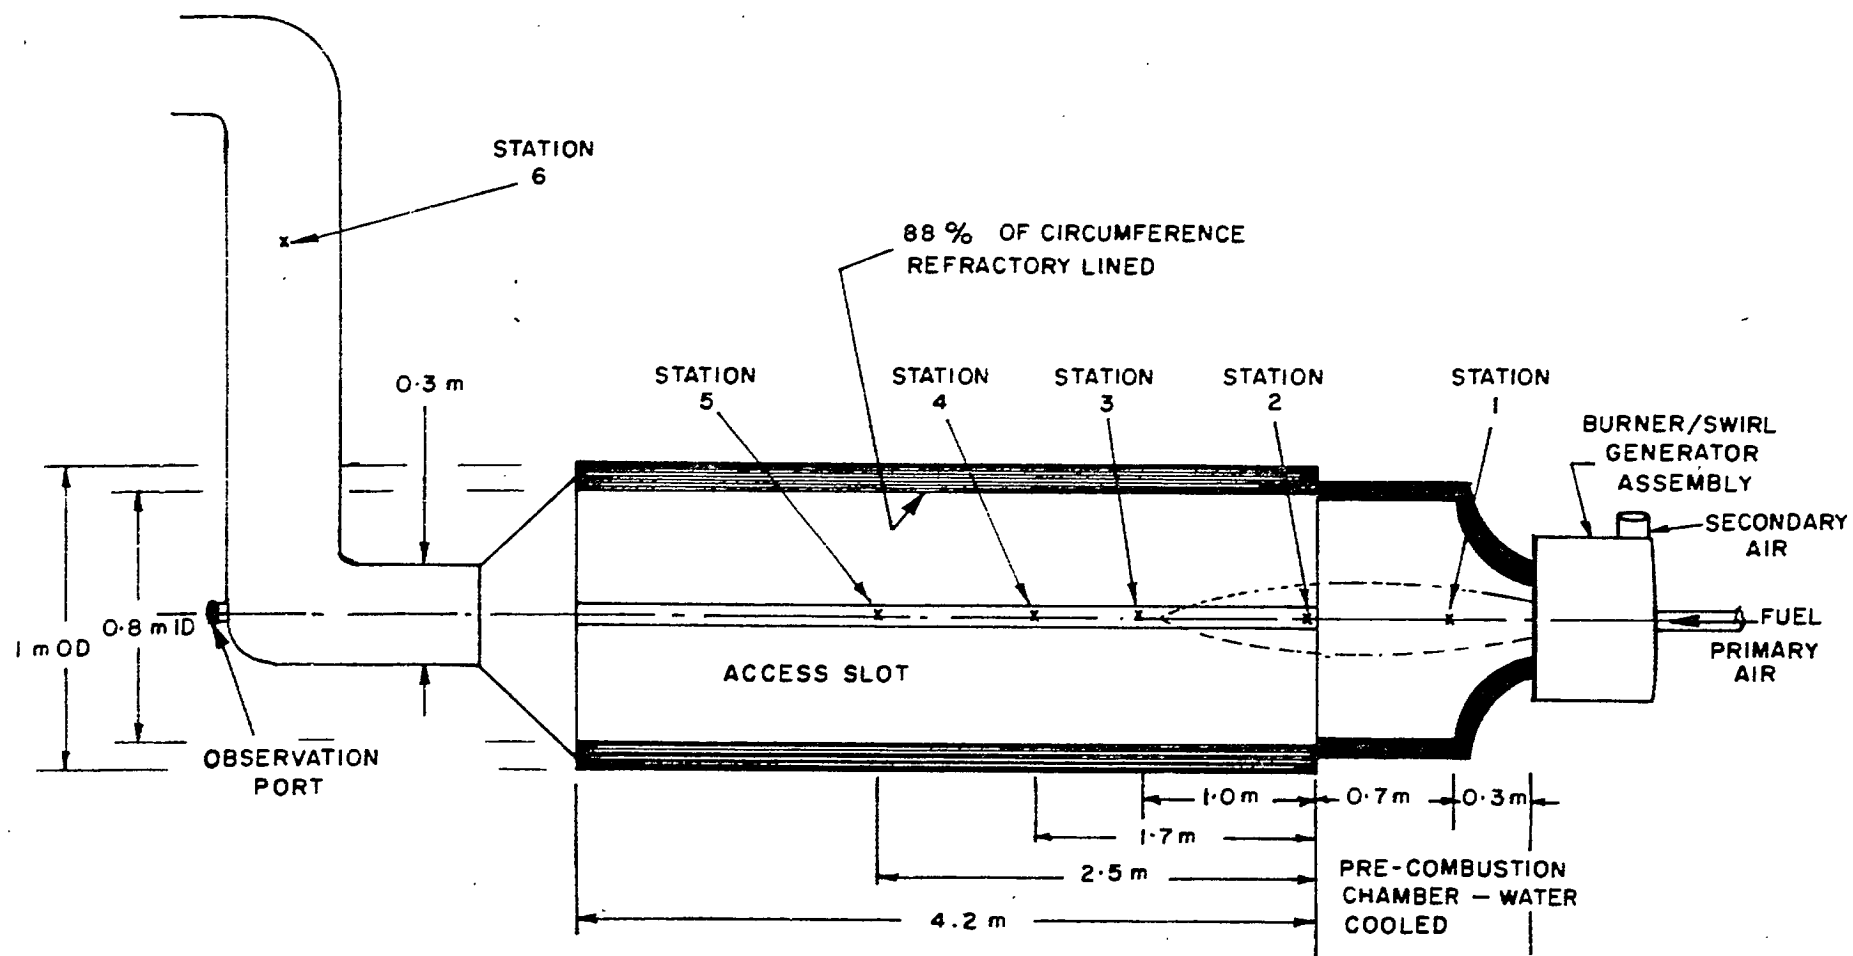 STATION
6
88 % OF CIRCUMFERENCE
REFRACTORY LINED
0·3 m
STATION
5
STATION
4
STATION
3
STATION
2
STATION
1
BURNER/SWIRL
GENERATOR
ASSEMBLY
SECONDARY
AIR
1 m OD
0·8 m ID
FUEL
PRIMARY
AIR
ACCESS SLOT
OBSERVATION
PORT
1·0 m
0·7 m
0·3 m
1·7 m
2·5 m
4·2 m
PRE-COMBUSTION
CHAMBER – WATER
COOLED